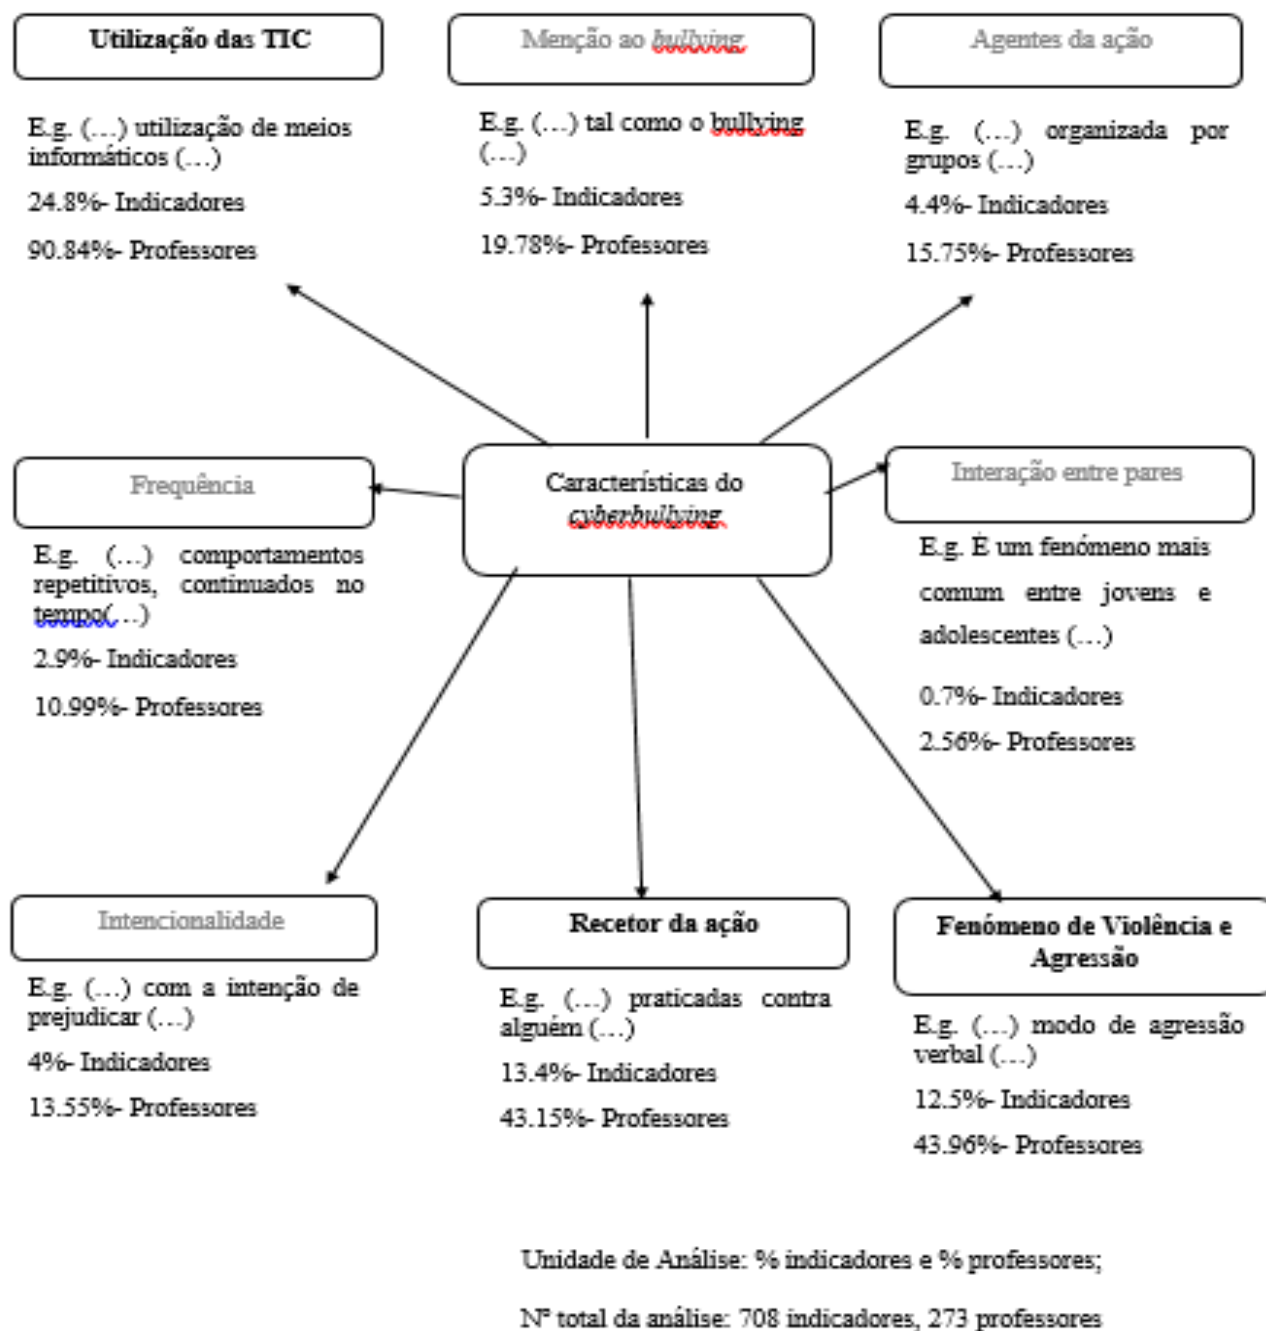 Utilização das TIC
E.g. (…) utilização de meios
informáticos (…)
24.8%- Indicadores
90.84%- Professores
Menção ao bullying
E.g. (…) tal como o bullying
(…)
5.3%- Indicadores
19.78%- Professores
Agentes da ação
E.g. (…) organizada por
grupos (…)
4.4%- Indicadores
15.75%- Professores
Frequência
E.g. (…) comportamentos
repetitivos, continuados no
tempo(…)
2.9%- Indicadores
10.99%- Professores
Características do
cyberbullying
Interação entre pares
E.g. É um fenómeno mais
comum entre jovens e
adolescentes (…)
0.7%- Indicadores
2.56%- Professores
Intencionalidade
E.g. (…) com a intenção de
prejudicar (…)
4%- Indicadores
13.55%- Professores
Recetor da ação
E.g. (…) praticadas contra
alguém (…)
13.4%- Indicadores
43.15%- Professores
Fenómeno de Violência e
Agressão
E.g. (…) modo de agressão
verbal (…)
12.5%- Indicadores
43.96%- Professores
Unidade de Análise: % indicadores e % professores;
Nº total da análise: 708 indicadores, 273 professores